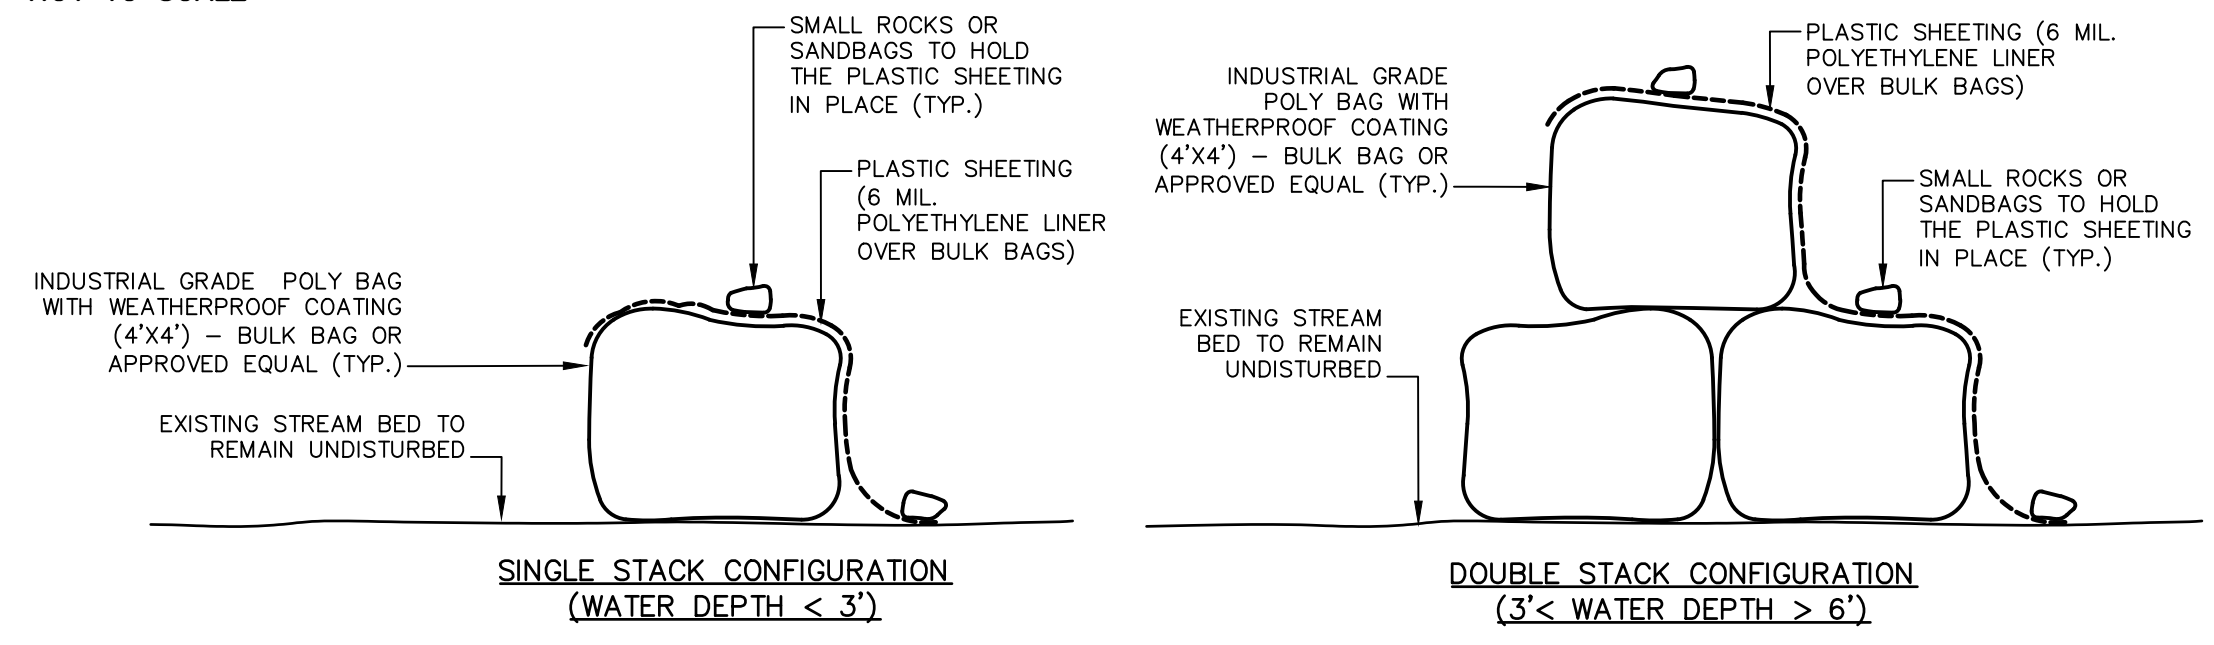 SMALL ROCKS OR
SANDBAGS TO HOLD
THE PLASTIC SHEETING
IN PLACE (TYP.)
PLASTIC SHEETING
(6 MIL.
POLYETHYLENE LINER
OVER BULK BAGS)
INDUSTRIAL GRADE POLY BAG
WITH WEATHERPROOF COATING
(4'X4') – BULK BAG OR
APPROVED EQUAL (TYP.)
EXISTING STREAM BED TO
REMAIN UNDISTURBED
SINGLE STACK CONFIGURATION
(WATER DEPTH < 3')
PLASTIC SHEETING (6 MIL.
POLYETHYLENE LINER
OVER BULK BAGS)
INDUSTRIAL GRADE
POLY BAG WITH
WEATHERPROOF COATING
(4'X4') – BULK BAG OR
APPROVED EQUAL (TYP.)
SMALL ROCKS OR
SANDBAGS TO HOLD
THE PLASTIC SHEETING
IN PLACE (TYP.)
EXISTING STREAM
BED TO REMAIN
UNDISTURBED
DOUBLE STACK CONFIGURATION
(3'< WATER DEPTH > 6')